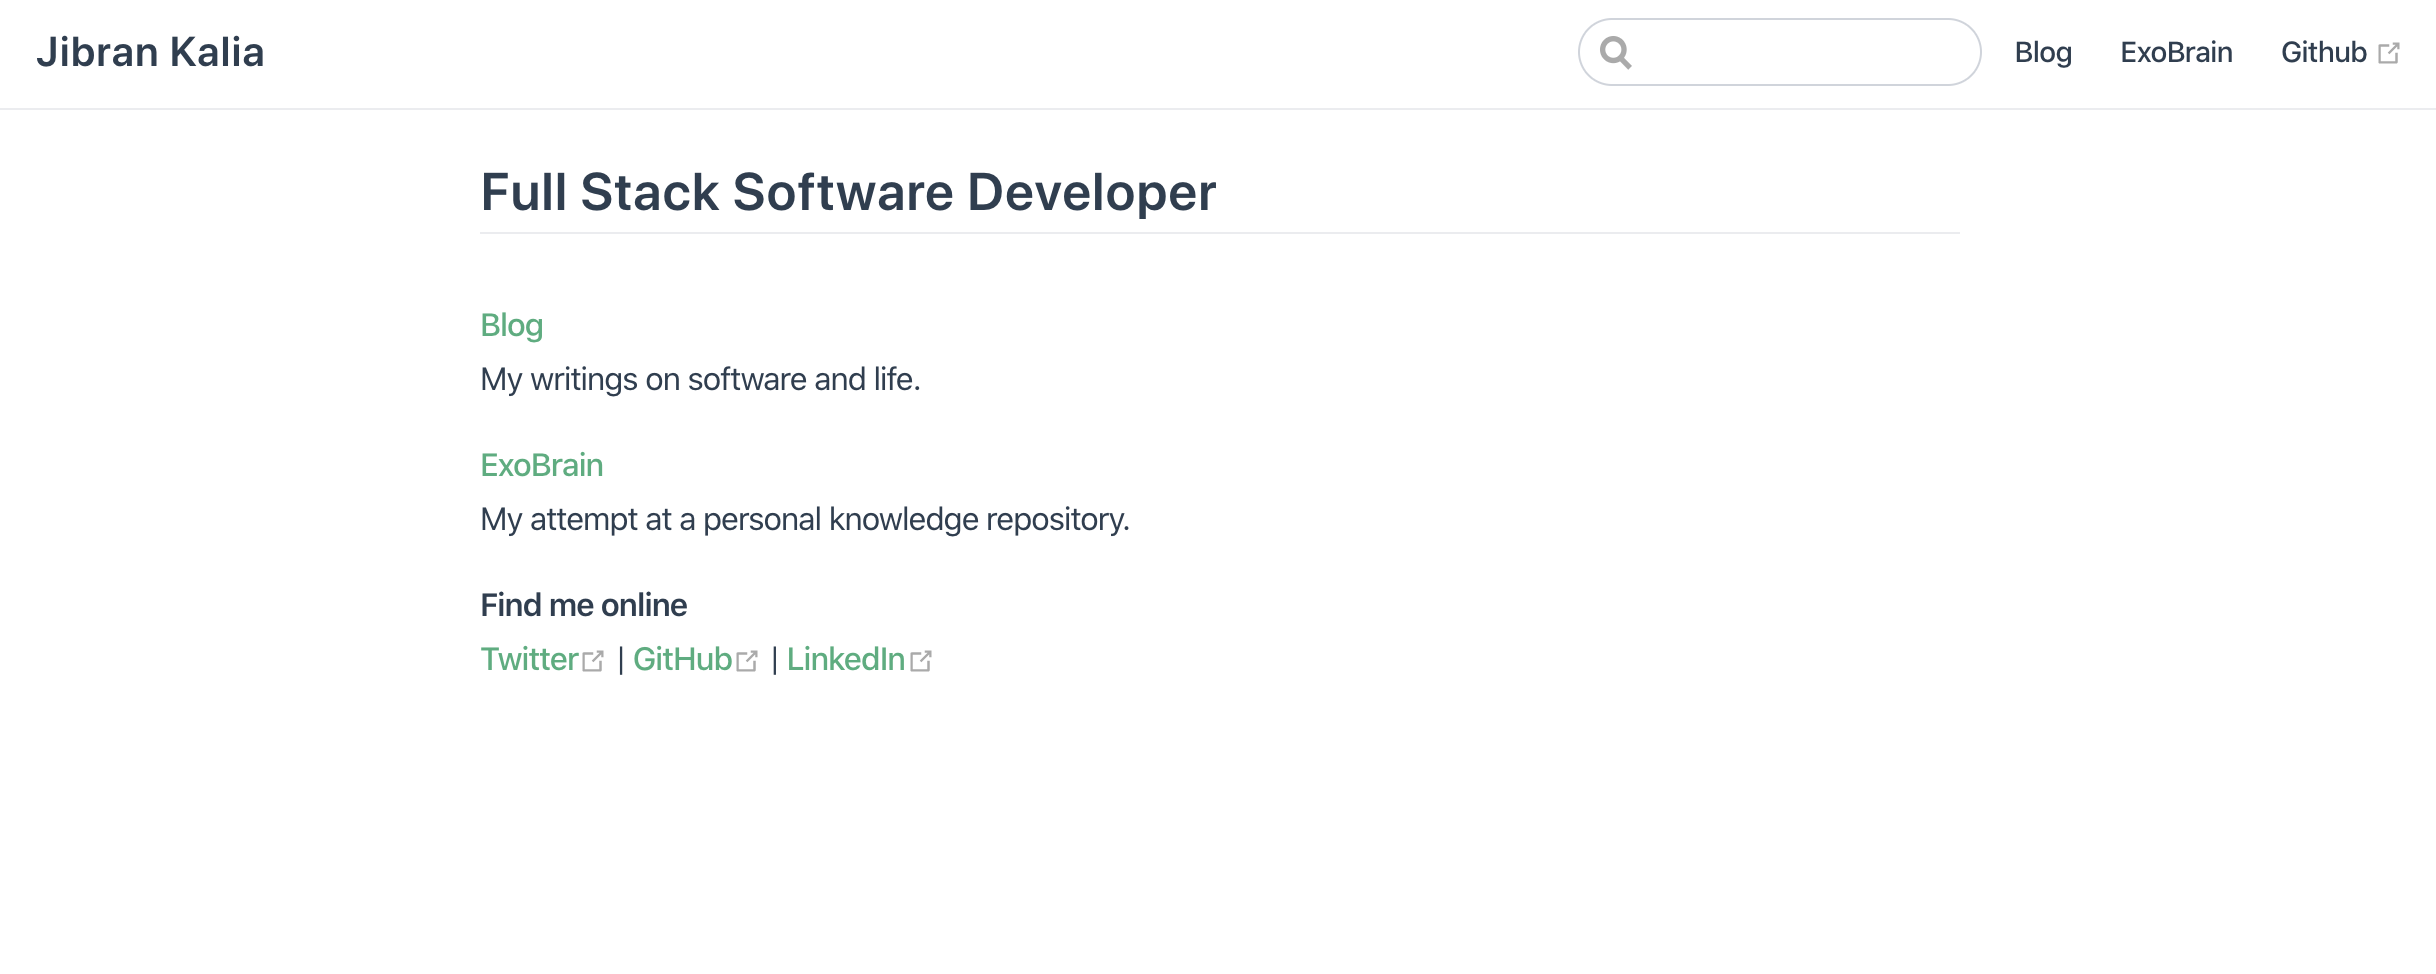 Jibran Kalia
Blog ExoBrain Github
Full Stack Software Developer
Blog
My writings on software and life.
ExoBrain
My attempt at a personal knowledge repository.
Find me online
Twitter | GitHub | LinkedIn